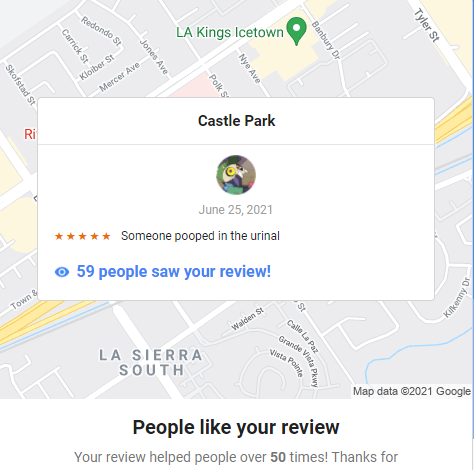 LA Kings Icetown
Tyler St
Redondo St
Carrick St
Kloiber St
Mercer Ave
Jones Ave
Skofstad St
Banbury Dr
Nye Ave
Polk S
Ri
Castle Park
June 25, 2021
★★★★★ Someone pooped in the urinal
59 people saw your review!
Town &
Walden St
Kilkenny Dr
Calle La Paz
Grande Vista Pkwy
Vista Pointe
LA SIERRA
SOUTH
Map data ©2021 Google
People like your review
Your review helped people over 50 times! Thanks for